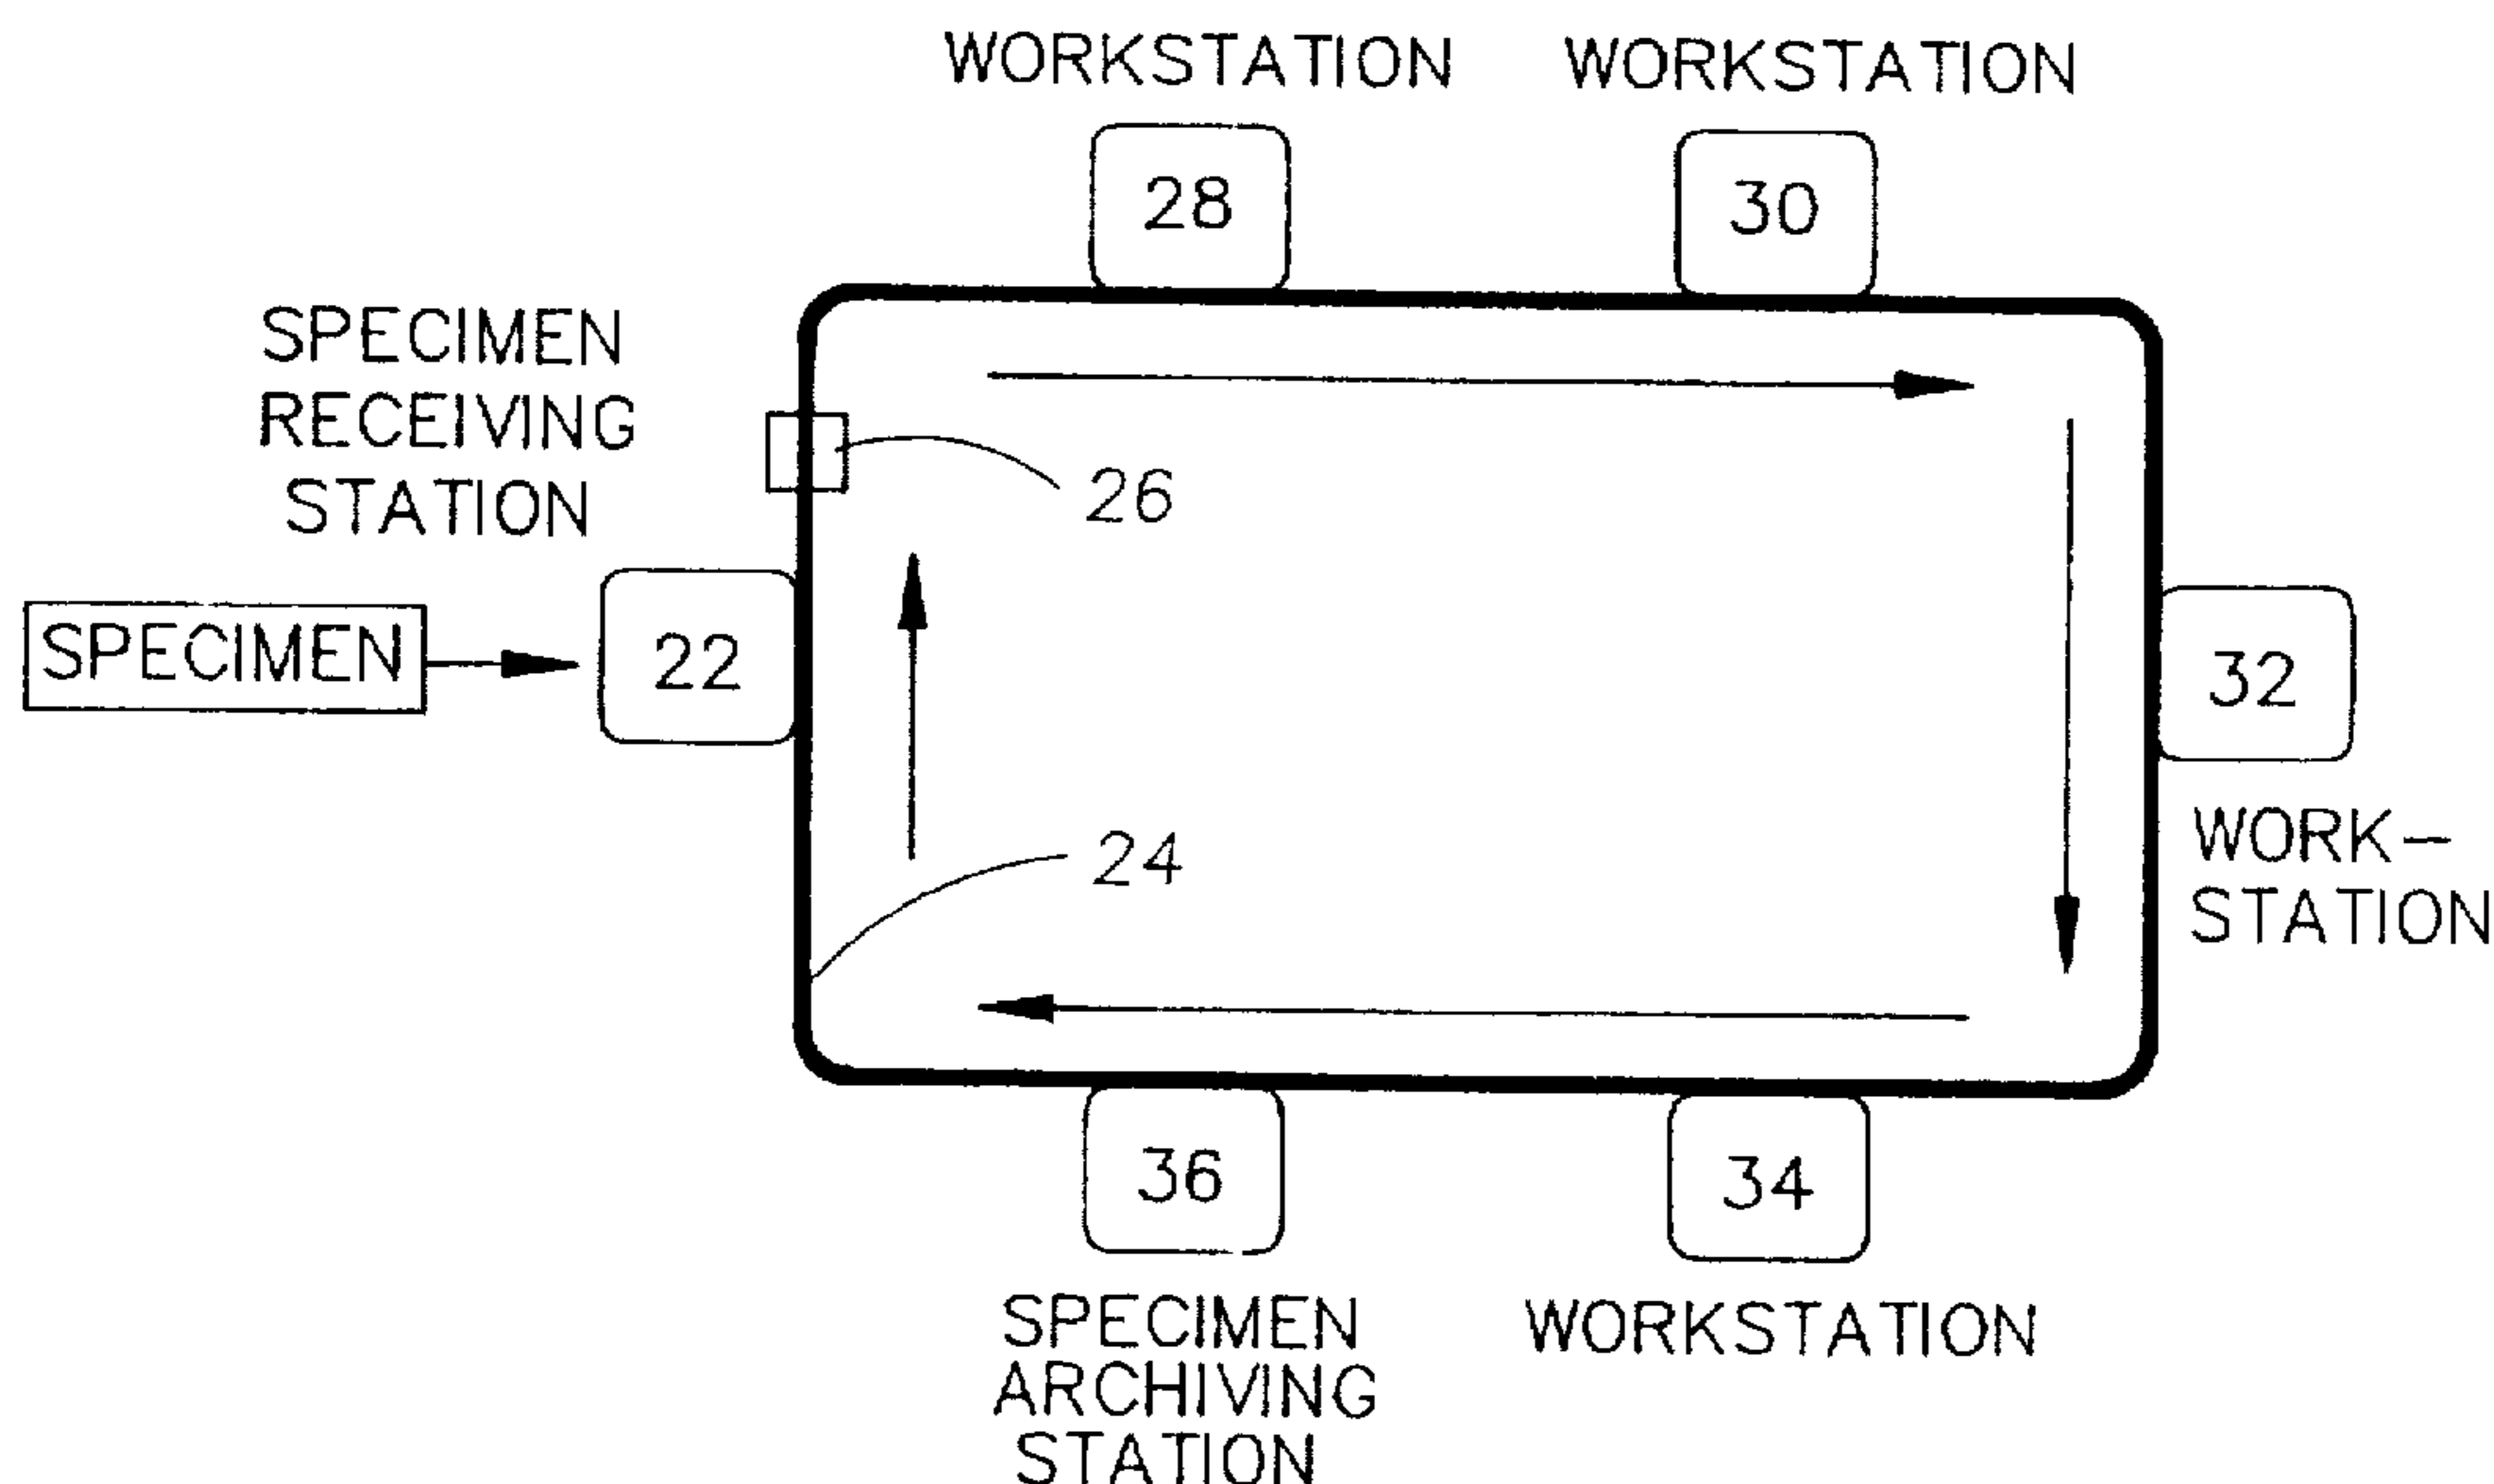 WORKSTATION
WORKSTATION
28
30
SPECIMEN
RECEIVING
STATION
26
SPECIMEN
22
32
24
WORK-
STATION
36
34
SPECIMEN
ARCHIVING
STATION
WORKSTATION